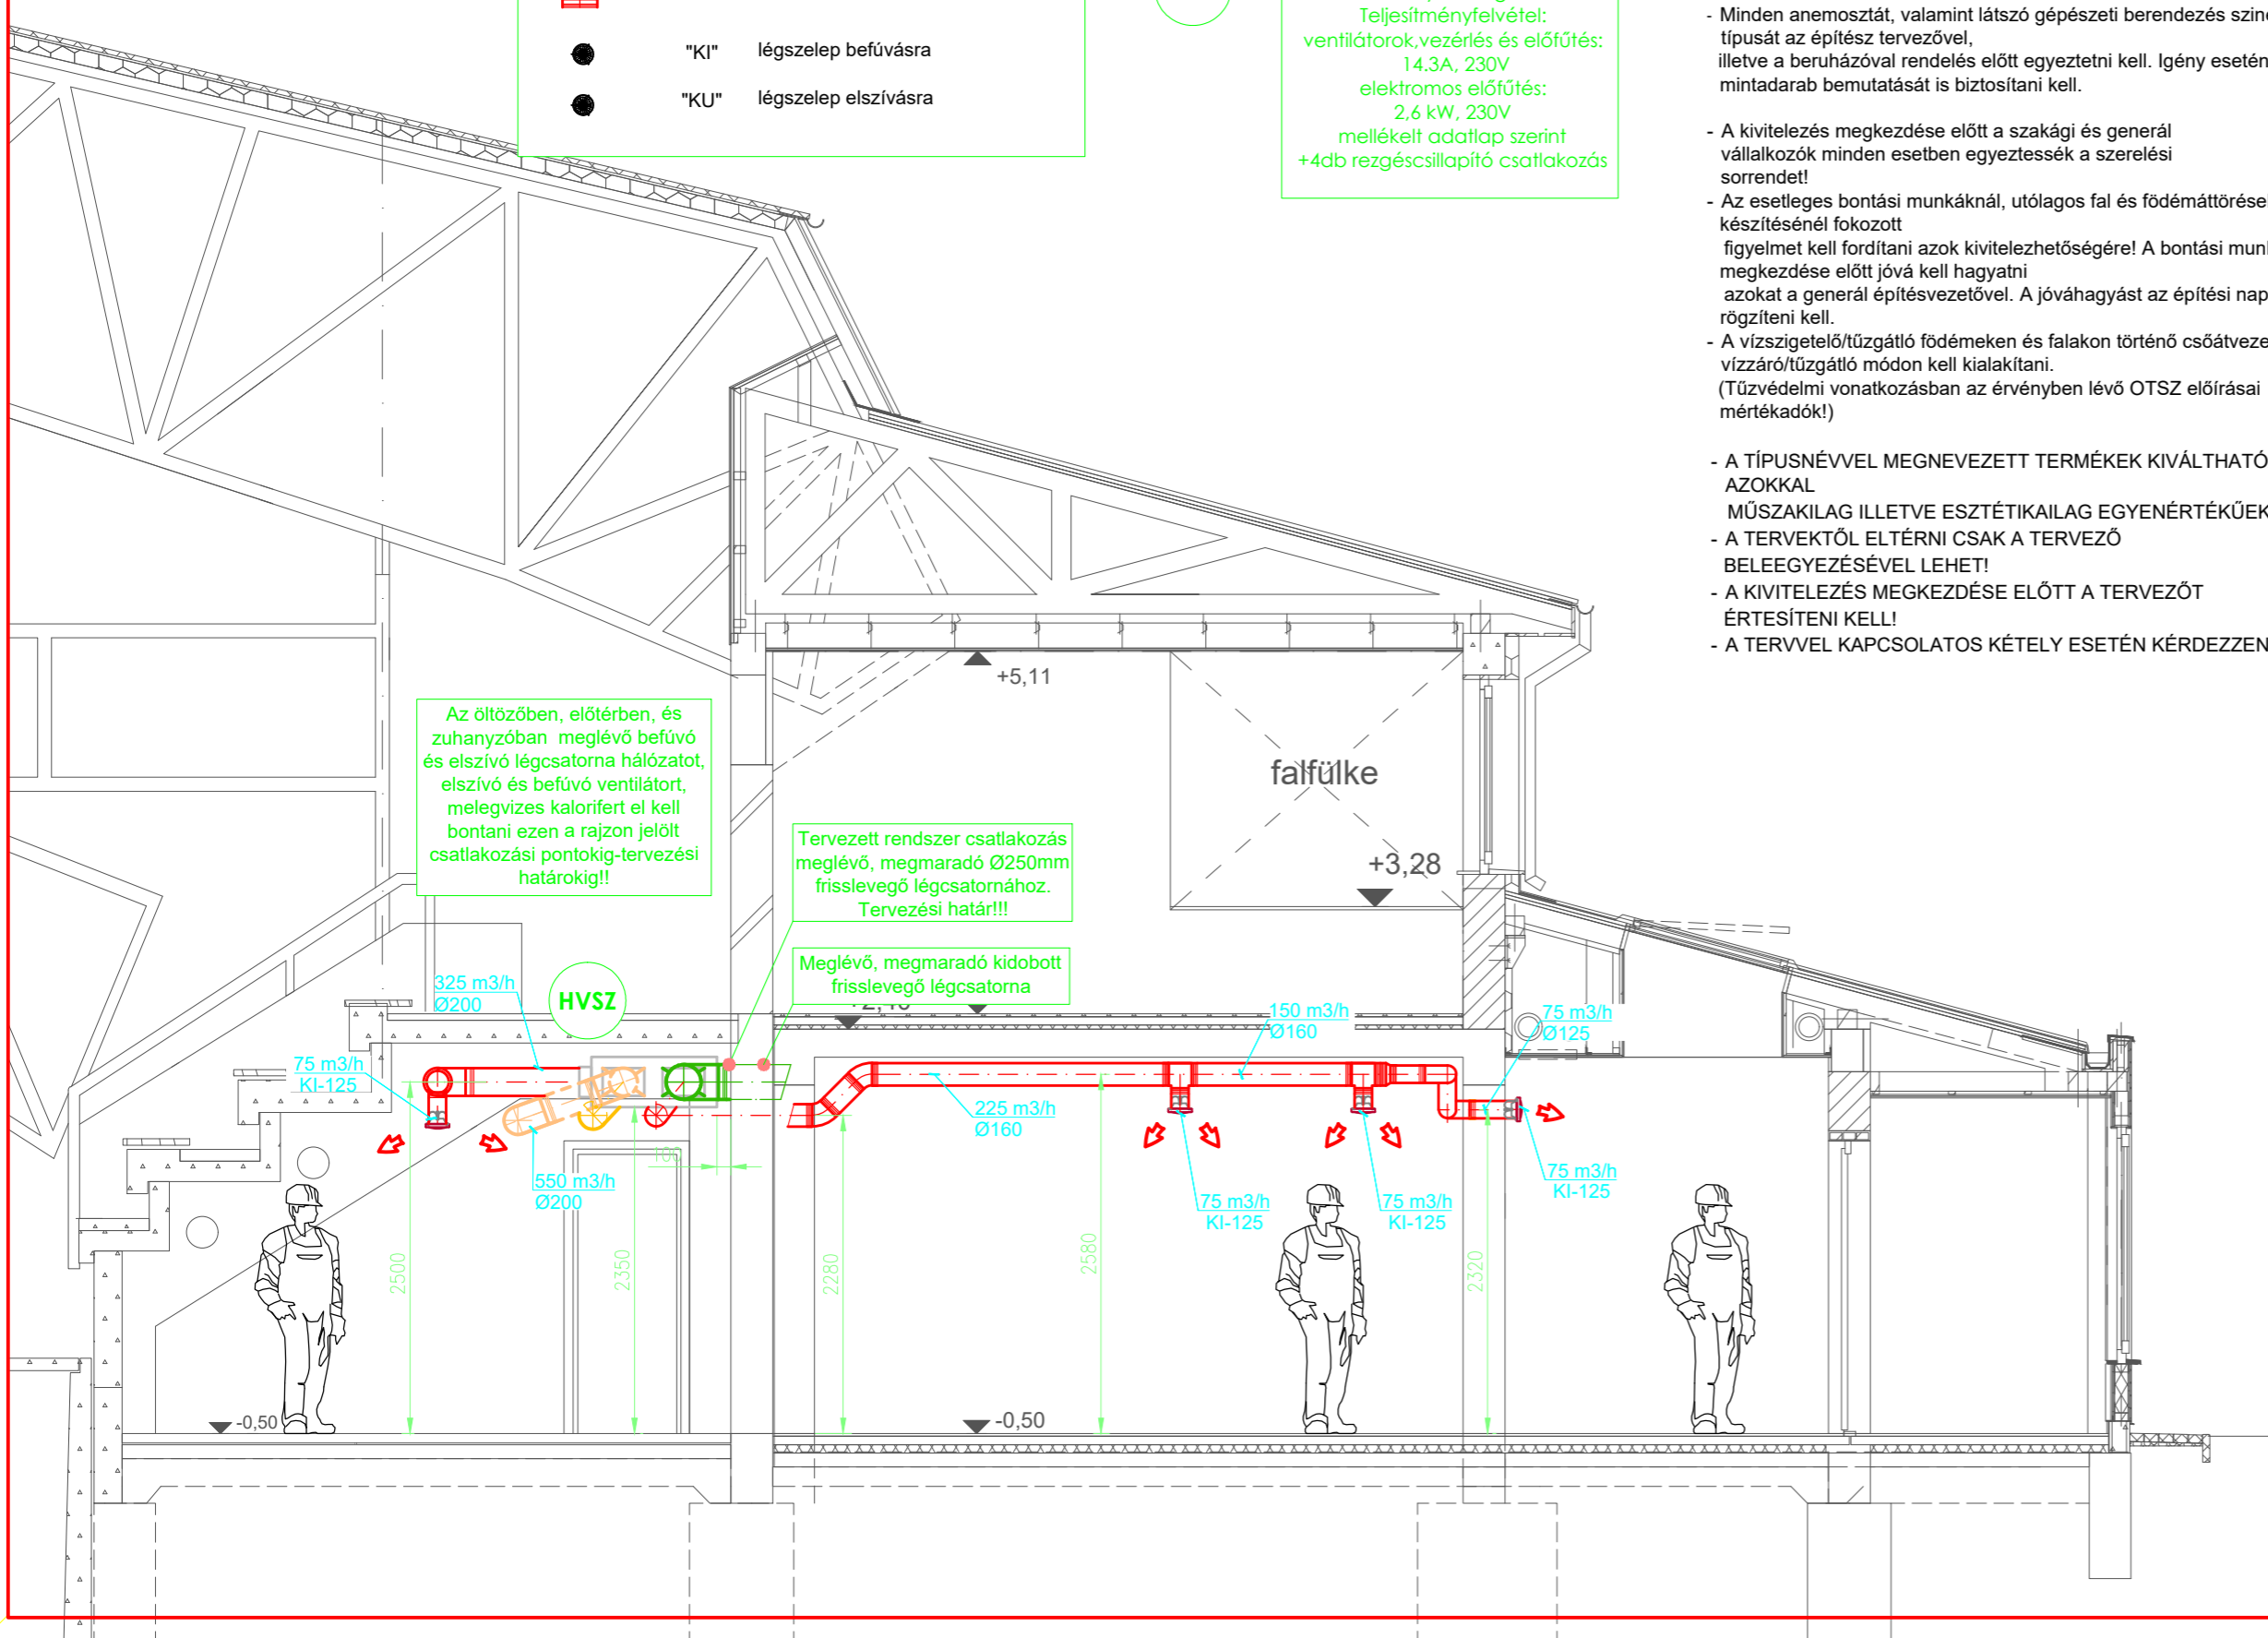 "KI" légszelep befúvásra
"KU" légszelep elszívásra
Teljesítményfelvétel:
ventilátorok,vezérlés és előfűtés:
14.3A, 230V
elektromos előfűtés:
2,6 kW, 230V
mellékelt adatlap szerint
+4db rezgéscsillapító csatlakozás
- Minden anemosztát, valamint látszó gépészeti berendezés
típusát az építész tervezővel,
illetve a beruházóval rendelés előtt egyeztetni kell. Igény esetén
mintadarab bemutatását is biztosítani kell.
- A kivitelezés megkezdése előtt a szakági és generál
vállalkozók minden esetben egyeztessék a szerelési
sorrendet!
- Az esetleges bontási munkáknál, utólagos fal és
készítésénél fokozott
figyelmet kell fordítani azok kivitelezhetőségére! A bontási
megkezdése előtt jóvá kell hagyatni
azokat a generál építésvezetővel. A jóváhagyást az építési
rögzíteni kell.
- A vízszigetelő/tűzgátló födémeken és falakon történő
vízzáró/tűzgátló módon kell kialakítani.
(Tűzvédelmi vonatkozásban az érvényben lévő OTSZ előírásai
mértékadók!)
- A TÍPUSNÉVVEL MEGNEVEZETT TERMÉKEK
AZOKKAL
MŰSZAKILAG ILLETVE ESZTÉTIKAILAG EGYENÉRTÉKŰEK
- A TERVEKTŐL ELTÉRNI CSAK A TERVEZŐ
BELEEGYEZÉSÉVEL LEHET!
- A KIVITELEZÉS MEGKEZDÉSE ELŐTT A TERVEZŐT
ÉRTESÍTENI KELL!
- A TERVVEL KAPCSOLATOS KÉTELY ESETÉN KÉRDEZZEN
+5,11
Az öltözőben, előtérben, és
zuhanyzóban meglévő befúvó
és elszívó légcsatorna hálózatot,
elszívó és befúvó ventilátort,
melegvizes kalorifert el kell
bontani ezen a rajzon jelölt
csatlakozási pontokig-tervezési
határokig!!
falfülke
+3,28
Tervezett rendszer csatlakozás
meglévő, megmaradó Ø250mm
frisslevegő légcsatornához.
Tervezési határ!!!
Meglévő, megmaradó kidobott
frisslevegő légcsatorna
325 m3/h
Ø200
HVSZ
150 m3/h
Ø160
75 m3/h
Ø125
75 m3/h
KI-125
225 m3/h
Ø160
550 m3/h
Ø200
75 m3/h
KI-125
75 m3/h
KI-125
75 m3/h
KI-125
2500
2350
2280
2580
2320
-0,50
-0,50